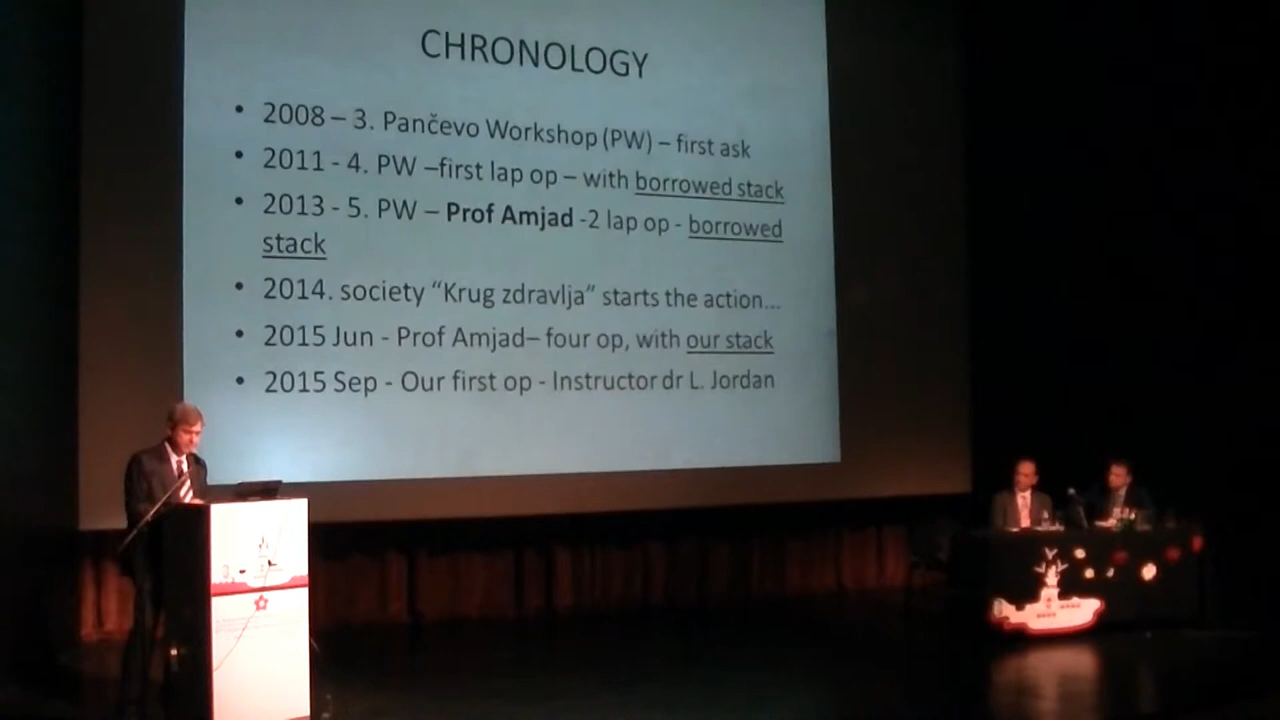 CHRONOLOGY
• 2008 – 3. Pančevo Workshop (PW) – first ask
• 2011 - 4. PW –first lap op – with borrowed stack
• 2013 - 5. PW – Prof Amjad -2 lap op - borrowed
stack
• 2014. society “Krug zdravlja” starts the action...
• 2015 Jun - Prof Amjad– four op, with our stack
• 2015 Sep - Our first op - Instructor dr L. Jordan